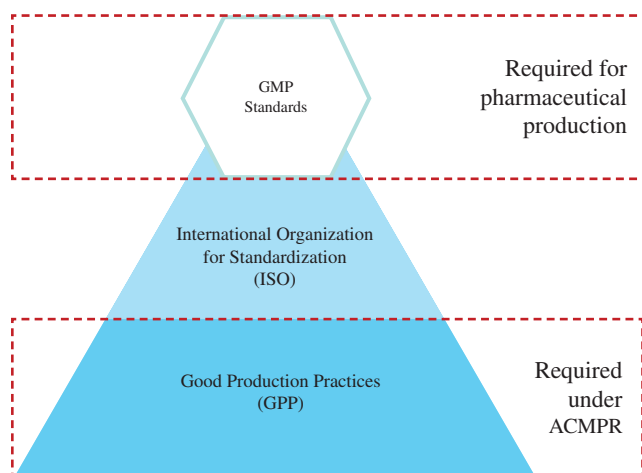 GMP
Standards
Required for
pharmaceutical
production
International Organization
for Standardization
(ISO)
Good Production Practices
(GPP)
Required
under
ACMPR